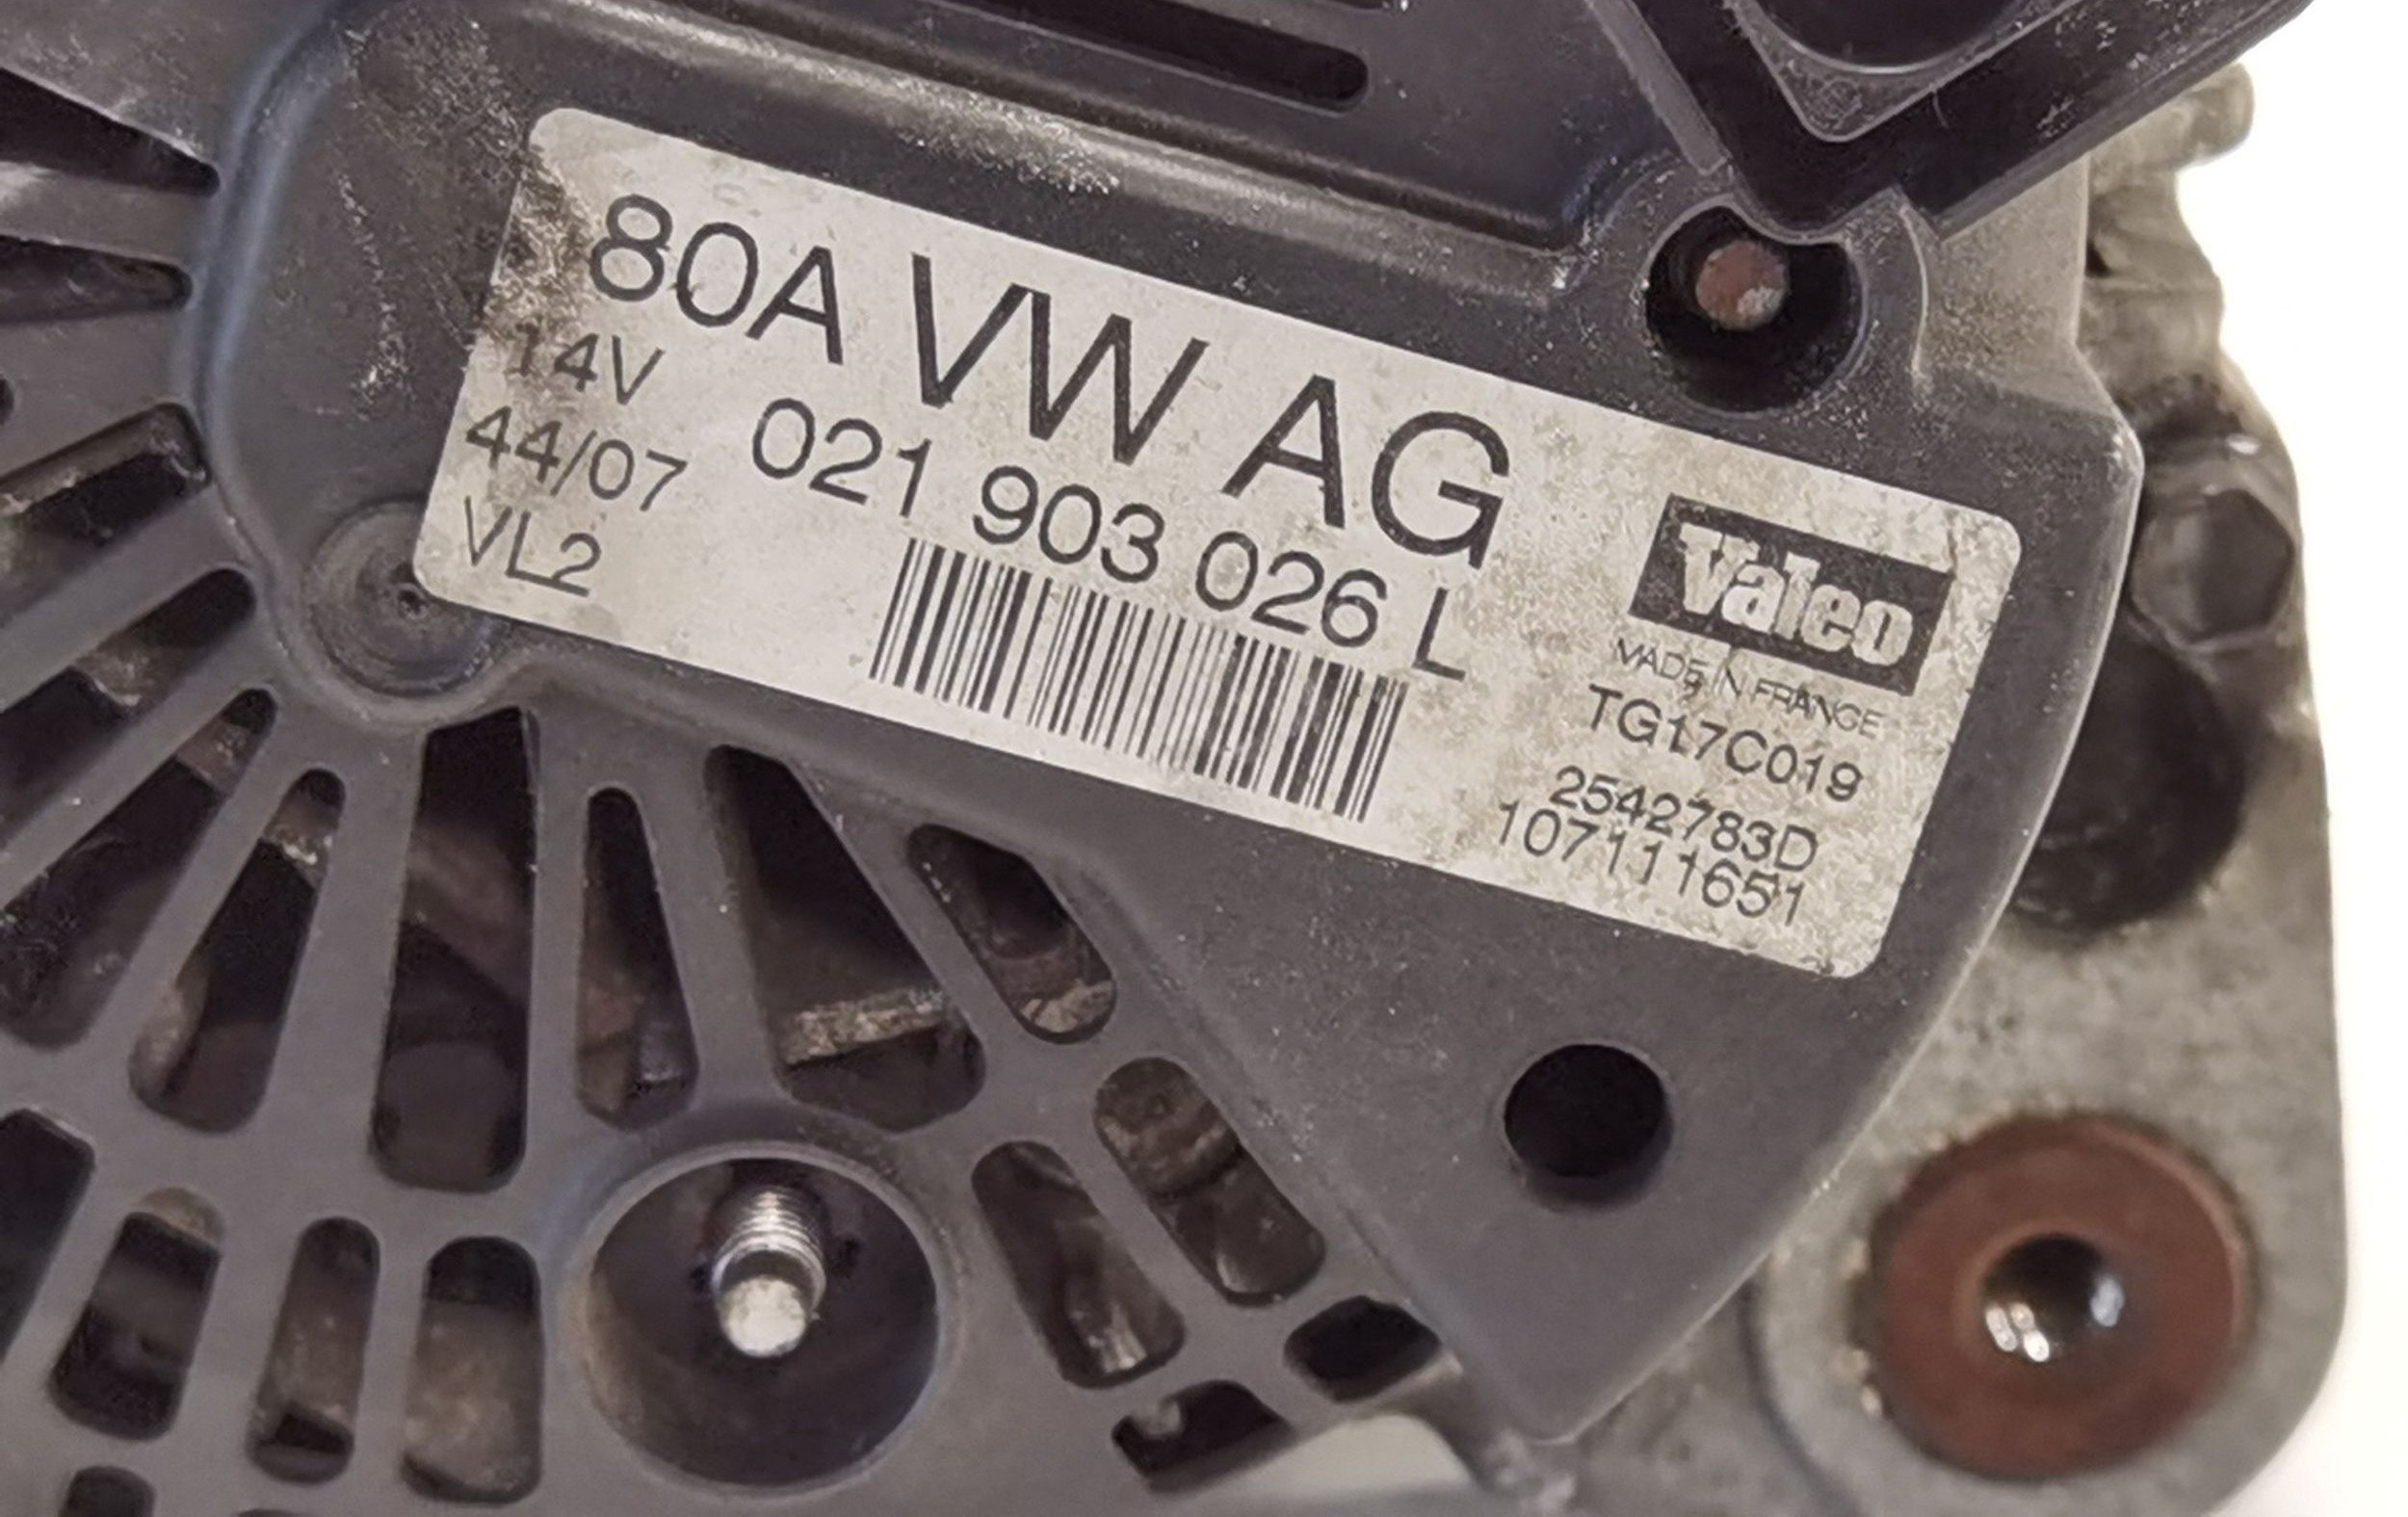 80A VW AG
14V
44/07 021 903 026 L
VL2
Valeo
MADE IN FRANCE
TG17C019
2542783D
107111651